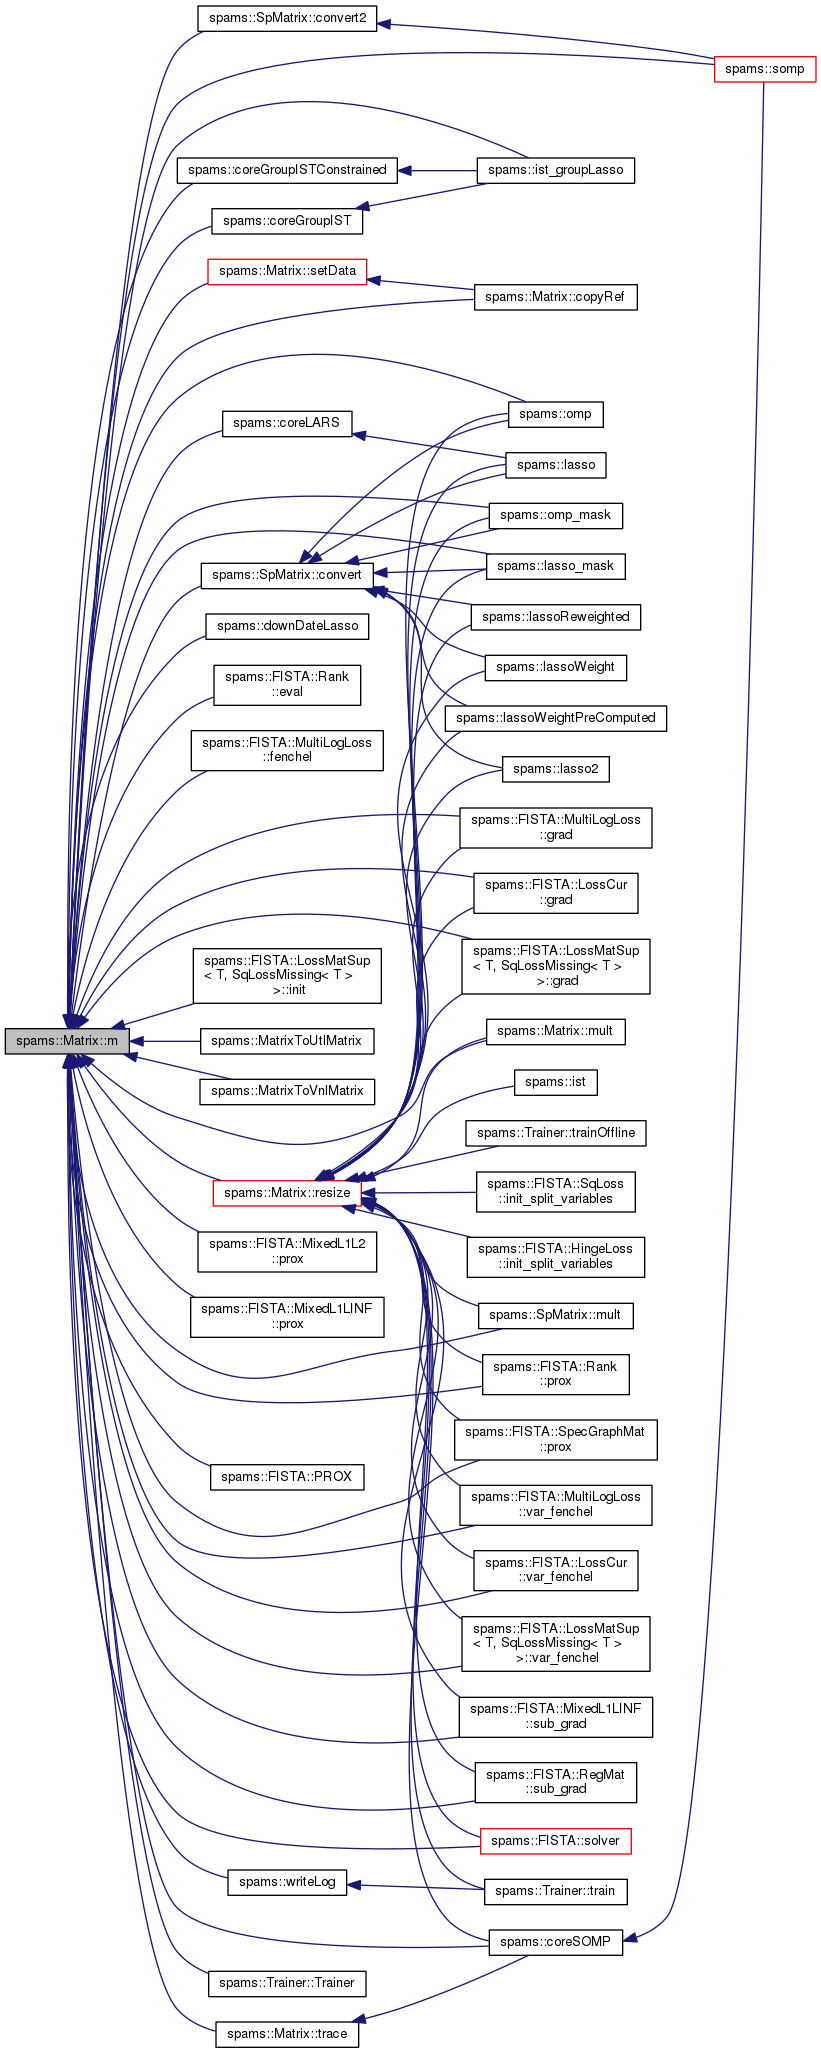 spams::SpMatrix::convert2
spams::somp
spams::coreGroupISTConstrained
spams::ist_groupLasso
spams::coreGroupIST
spams::Matrix::setData
spams::Matrix::copyRef
spams::omp
spams::coreLARS
spams::lasso
spams::omp_mask
spams::SpMatrix::convert
spams::lasso_mask
spams::lassoReweighted
spams::downDateLasso
spams::lassoWeight
spams::FISTA::Rank
::eval
spams::lassoWeightPreComputed
spams::FISTA::MultiLogLoss
::fenchel
spams::lasso2
spams::FISTA::MultiLogLoss
::grad
spams::FISTA::LossCur
::grad
spams::FISTA::LossMatSup
< T, SqLossMissing< T >
>::grad
spams::FISTA::LossMatSup
< T, SqLossMissing< T >
>::init
spams::Matrix::m
spams::MatrixToUtlMatrix
spams::Matrix::mult
spams::MatrixToVnlMatrix
spams::ist
spams::Trainer::trainOffline
spams::Matrix::resize
spams::FISTA::SqLoss
::init_split_variables
spams::FISTA::MixedL1L2
::prox
spams::FISTA::HingeLoss
::init_split_variables
spams::FISTA::MixedL1LINF
::prox
spams::SpMatrix::mult
spams::FISTA::Rank
::prox
spams::FISTA::SpecGraphMat
::prox
spams::FISTA::PROX
spams::FISTA::MultiLogLoss
::var_fenchel
spams::FISTA::LossCur
::var_fenchel
spams::FISTA::LossMatSup
< T, SqLossMissing< T >
>::var_fenchel
spams::FISTA::MixedL1LINF
::sub_grad
spams::FISTA::RegMat
::sub_grad
spams::FISTA::solver
spams::writeLog
spams::Trainer::train
spams::coreSOMP
spams::Trainer::Trainer
spams::Matrix::trace